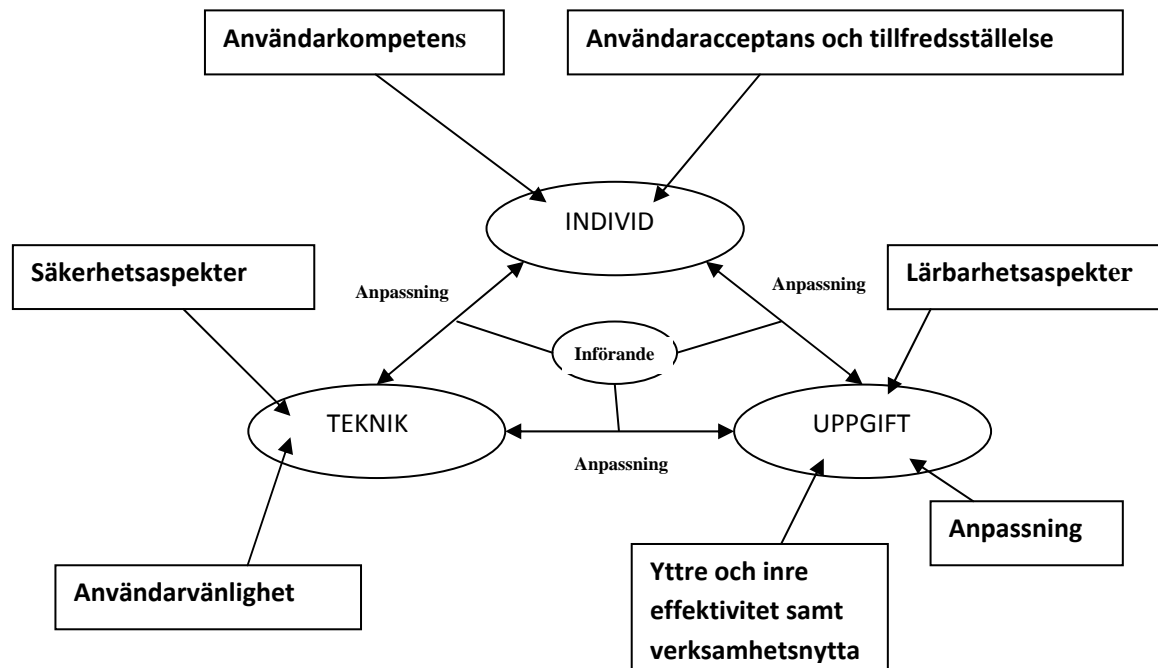 Användarkompetens
Användaracceptans och tillfredsställelse
INDIVID
Säkerhetsaspekter
Anpassning
Anpassning
Lärbarhetsaspekter
Införande
TEKNIK
UPPGIFT
Anpassning
Anpassning
Användarvänlighet
Yttre och inre
effektivitet samt
verksamhetsnytta